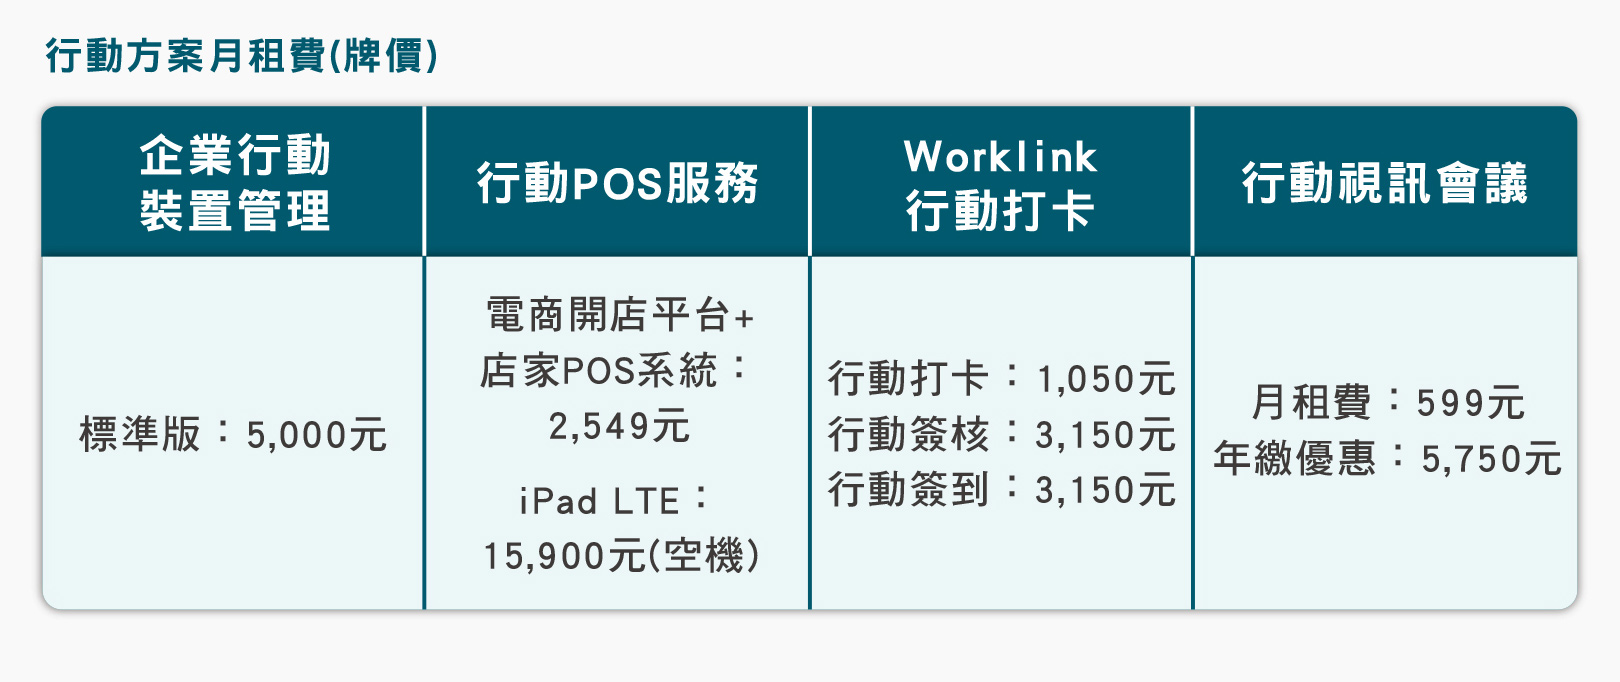 行動方案月租費(牌價)
企業行動
裝置管理
行動POS服務
Worklink
行動打卡
行動視訊會議
標準版：5,000元
電商開店平台+
店家POS系統：
2,549元
iPad LTE：
15,900元(空機)
行動打卡：1,050元
行動簽核：3,150元
行動簽到：3,150元
月租費：599元
年繳優惠：5,750元